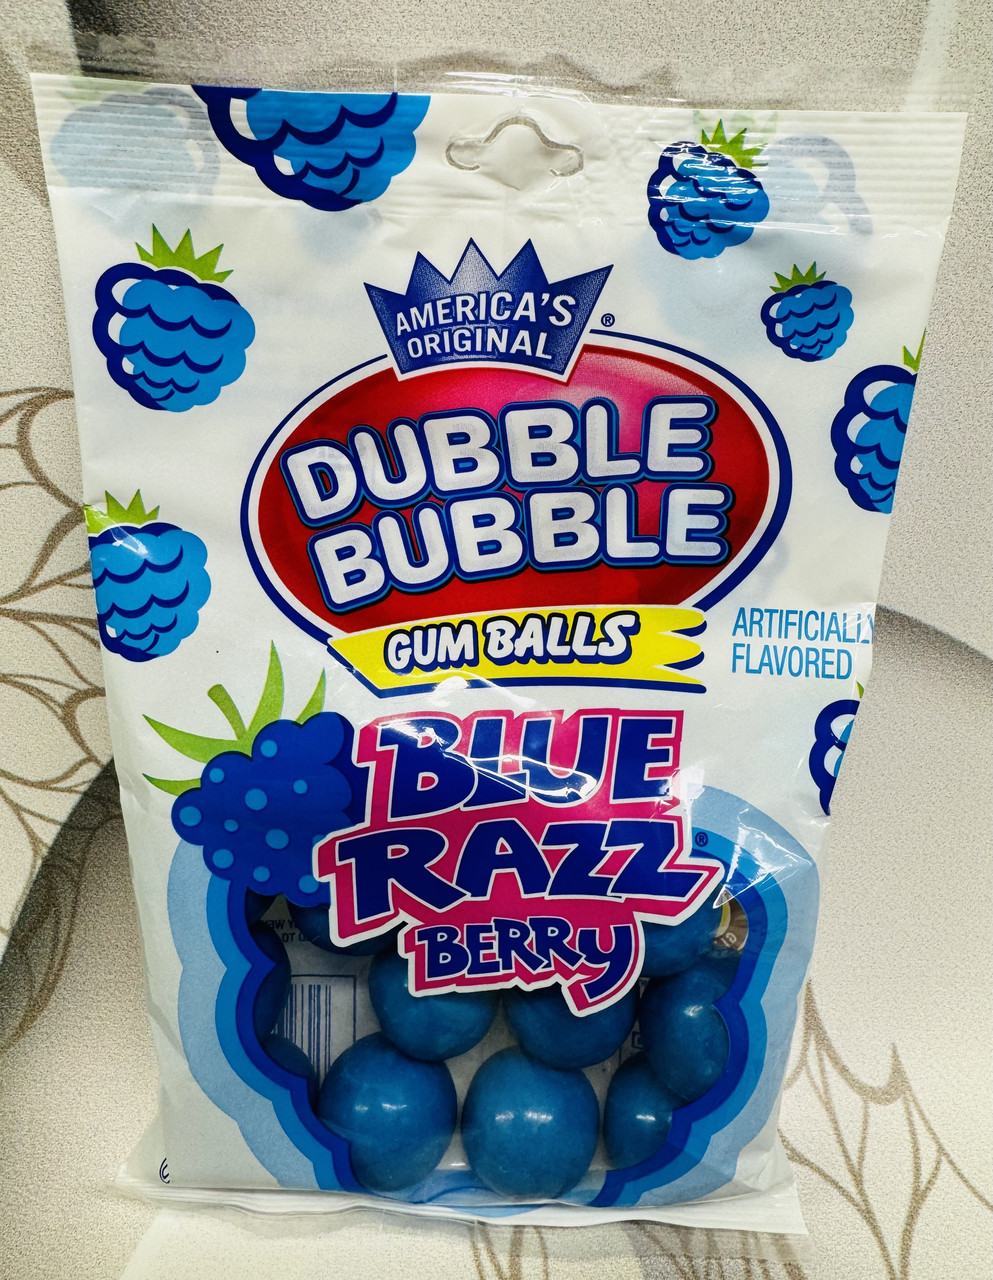 AMERICA'S
ORIGINAL
®
DUBBLE
BUBBLE
GUM BALLS
ARTIFICIALLY
FLAVORED
BLUE
RAZZ®
BERRY